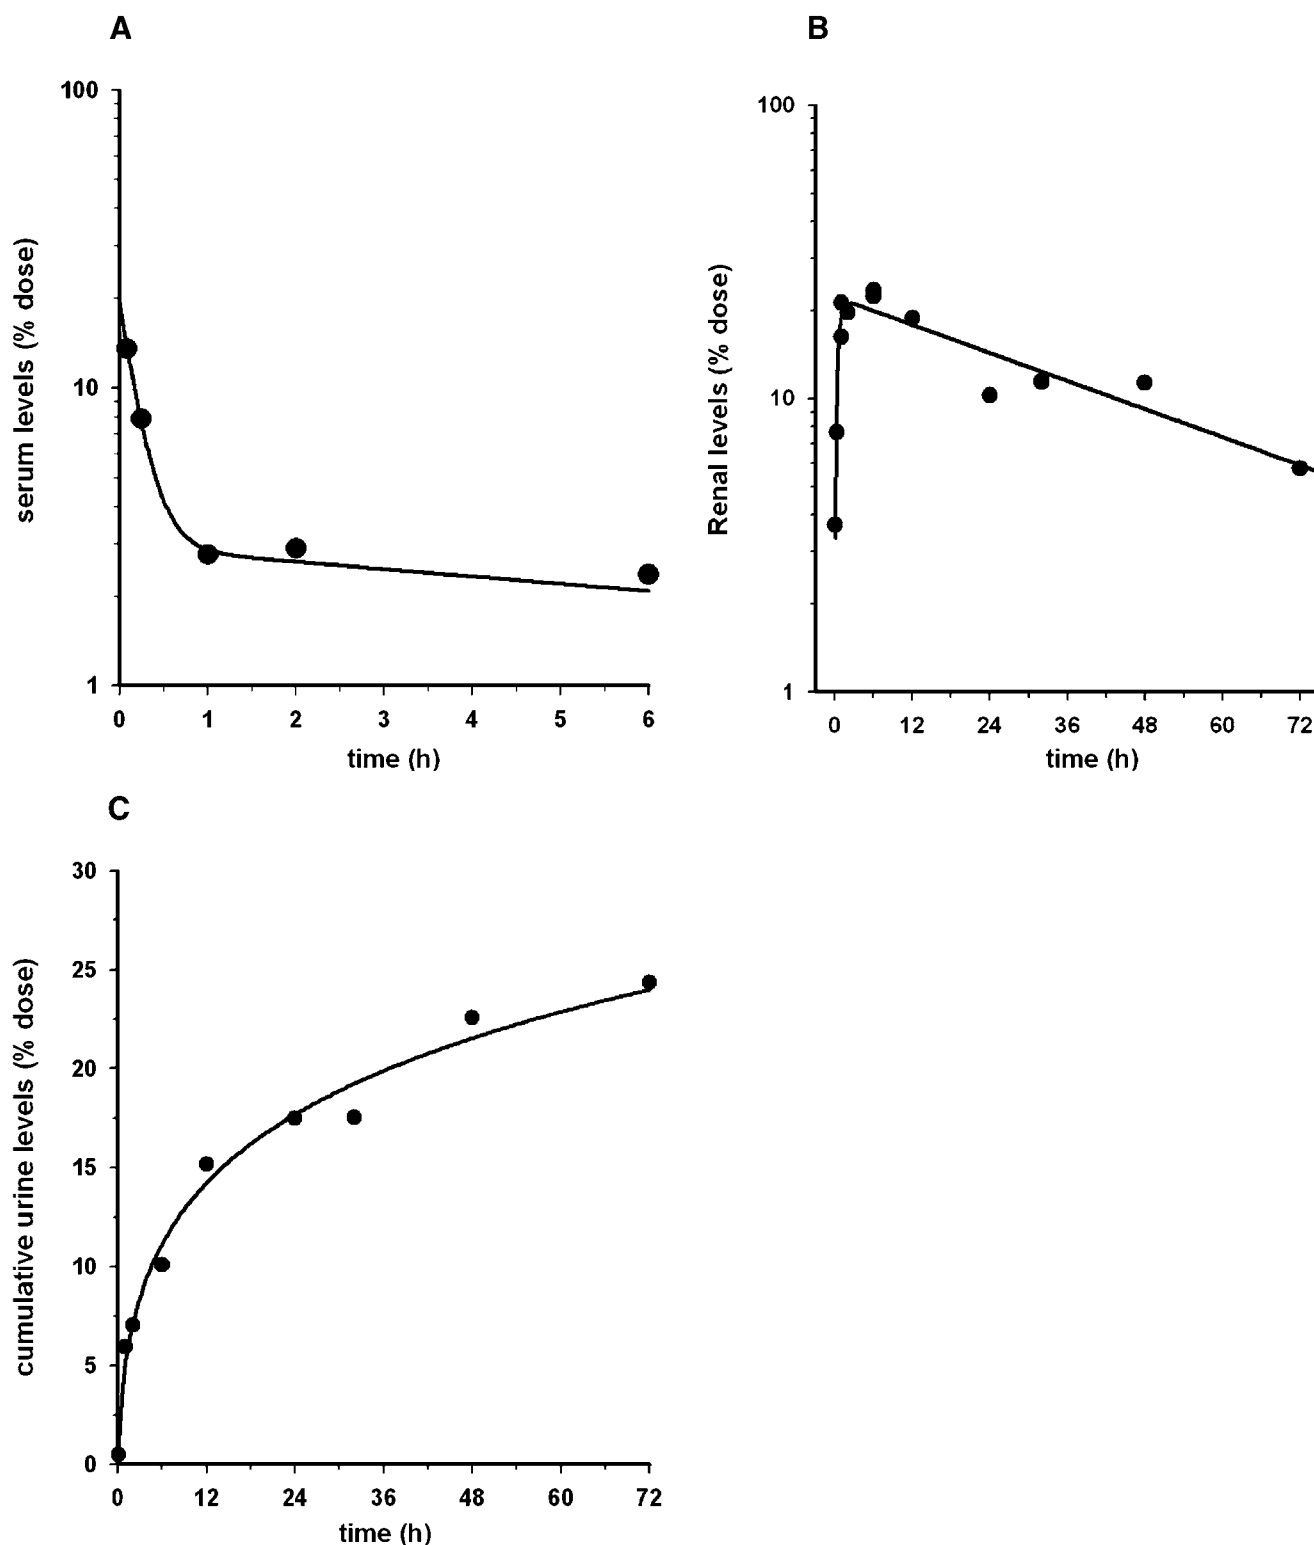 A
B
100
10
1
serum levels (% dose)
0 1 2 3 4 5 6
time (h)
100
10
1
Renal levels (% dose)
0 12 24 36 48 60 72
time (h)
C
30
25
20
15
10
5
0
cumulative urine levels (% dose)
0 12 24 36 48 60 72
time (h)